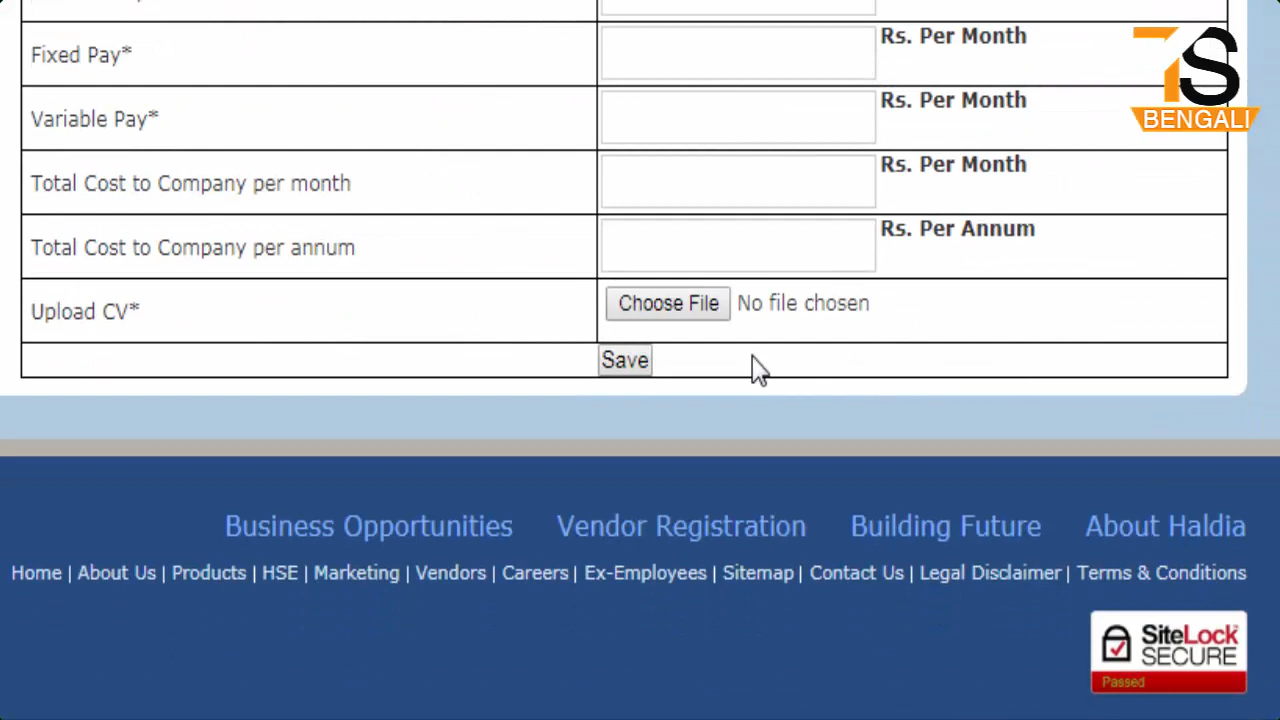 Fixed Pay*
Rs. Per Month
Variable Pay*
Rs. Per Month
Total Cost to Company per month
Rs. Per Month
Total Cost to Company per annum
Rs. Per Annum
Upload CV*
Choose File No file chosen
Save
7S
BENGALI
Business Opportunities Vendor Registration Building Future About Haldia
Home | About Us | Products | HSE | Marketing | Vendors | Careers | Ex-Employees | Sitemap | Contact Us | Legal Disclaimer | Terms & Conditions
SiteLock
SECURE
Passed